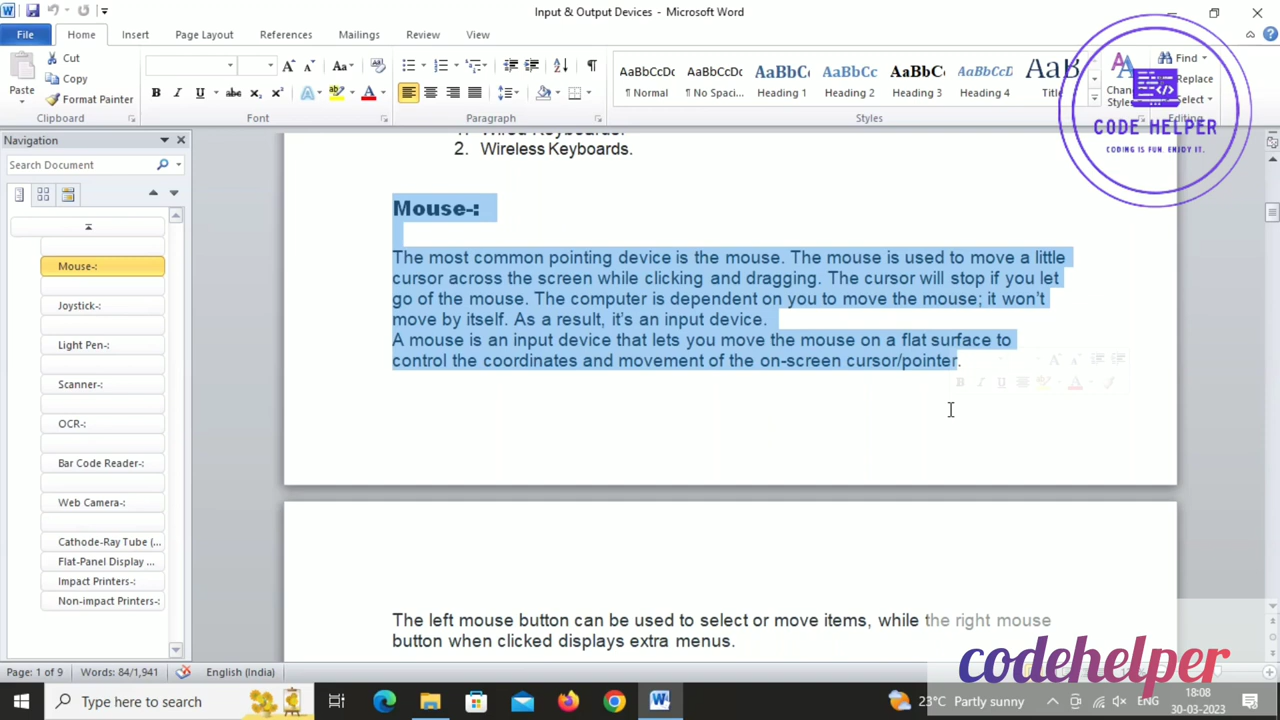 Input & Output Devices - Microsoft Word
File Home Insert Page Layout References Mailings Review View
Cut
Copy
Format Painter
Paste
Clipboard
Font
Paragraph
AaBbCcDc
¶ Normal
AaBbCcDc
¶ No Spaci...
AaBbC
Heading 1
AaBbCc
Heading 2
AaBbC
Heading 3
AaBbCcD
Heading 4
AaB
Title
Styles
Find
Replace
Select
Editing
CODE HELPER
CODING IS FUN. ENJOY IT.
Navigation
Search Document
Mouse-:
Joystick-:
Light Pen-:
Scanner-:
OCR-:
Bar Code Reader-:
Web Camera-:
Cathode-Ray Tube (...
Flat-Panel Display ...
Impact Printers-:
Non-impact Printers-:
2. Wireless Keyboards.
Mouse-:
The most common pointing device is the mouse. The mouse is used to move a little
cursor across the screen while clicking and dragging. The cursor will stop if you let
go of the mouse. The computer is dependent on you to move the mouse; it won’t
move by itself. As a result, it’s an input device.
A mouse is an input device that lets you move the mouse on a flat surface to
control the coordinates and movement of the on-screen cursor/pointer.
The left mouse button can be used to select or move items, while the right mouse
button when clicked displays extra menus.
codehelper
Page: 1 of 9 Words: 84/1,941 English (India)
Type here to search
23°C Partly sunny
ENG
18:08
30-03-2023